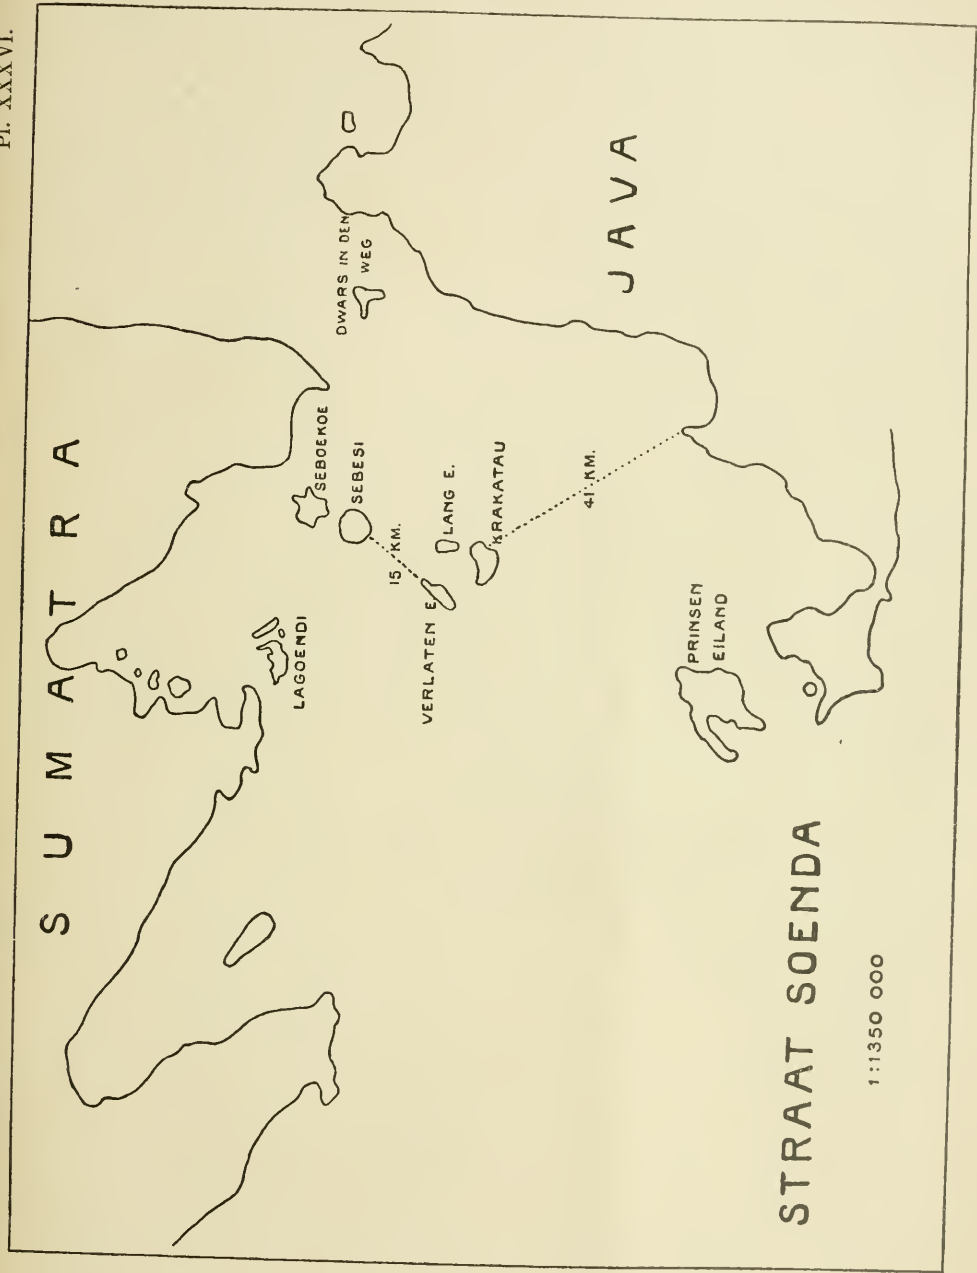 Pl. XXXVI.
SUMATRA
DWARS IN DEN
WEG
JAVA
SEBOEKOE
SEBESI
15 KM.
LANG E.
KRAKATAU
41 KM.
LAGOENDI
VERLATEN E.
PRINSEN
EILAND
STRAAT SOENDA
1:1350 000